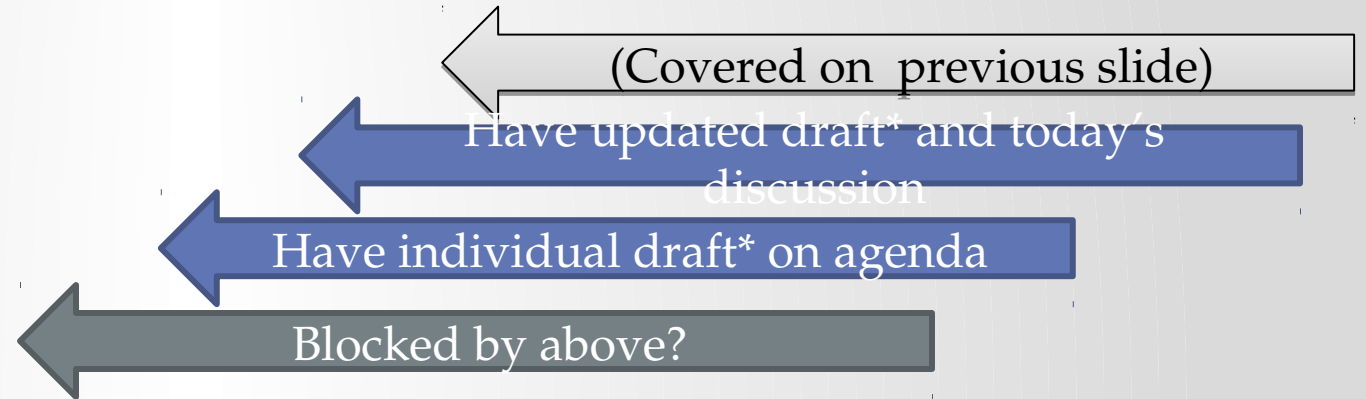 (Covered on previous slide)
Have updated draft* and today’s
discussion
Have individual draft* on agenda
Blocked by above?